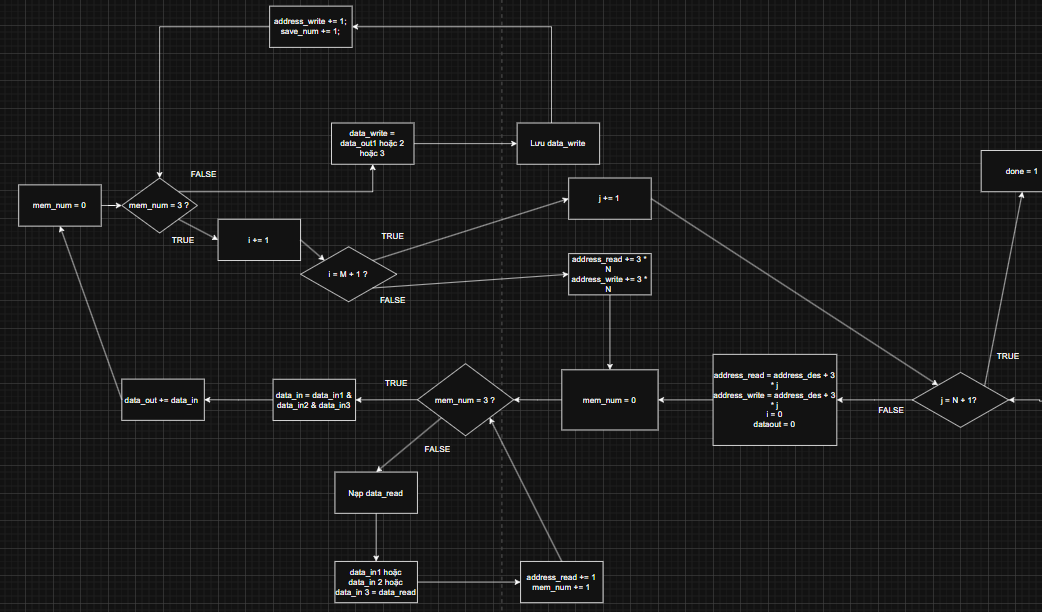 address_write += 1;
save_num += 1;
data_write =
data_out1 hoặc 2
hoặc 3
Lưu data_write
FALSE
done = 1
mem_num = 0
mem_num = 3 ?
j += 1
TRUE
i += 1
TRUE
i = M + 1 ?
address_read += 3 *
N
address_write += 3 *
N
FALSE
TRUE
address_read = address_des + 3
* j
address_write = address_des + 3
* j
i = 0
dataout = 0
TRUE
data_out += data_in
data_in = data_in1 &
data_in2 & data_in3
mem_num = 3 ?
mem_num = 0
j = N + 1?
FALSE
FALSE
Nạp data_read
data_in1 hoặc
data_in 2 hoặc
data_in 3 = data_read
address_read += 1
mem_num += 1